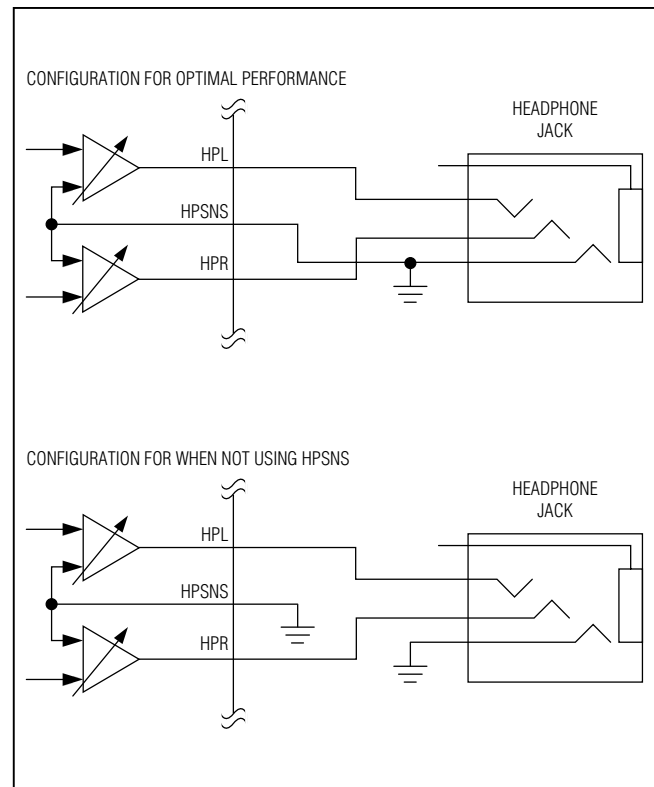 CONFIGURATION FOR OPTIMAL PERFORMANCE
HEADPHONE
JACK
HPL
HPSNS
HPR
CONFIGURATION FOR WHEN NOT USING HPSNS
HEADPHONE
JACK
HPL
HPSNS
HPR